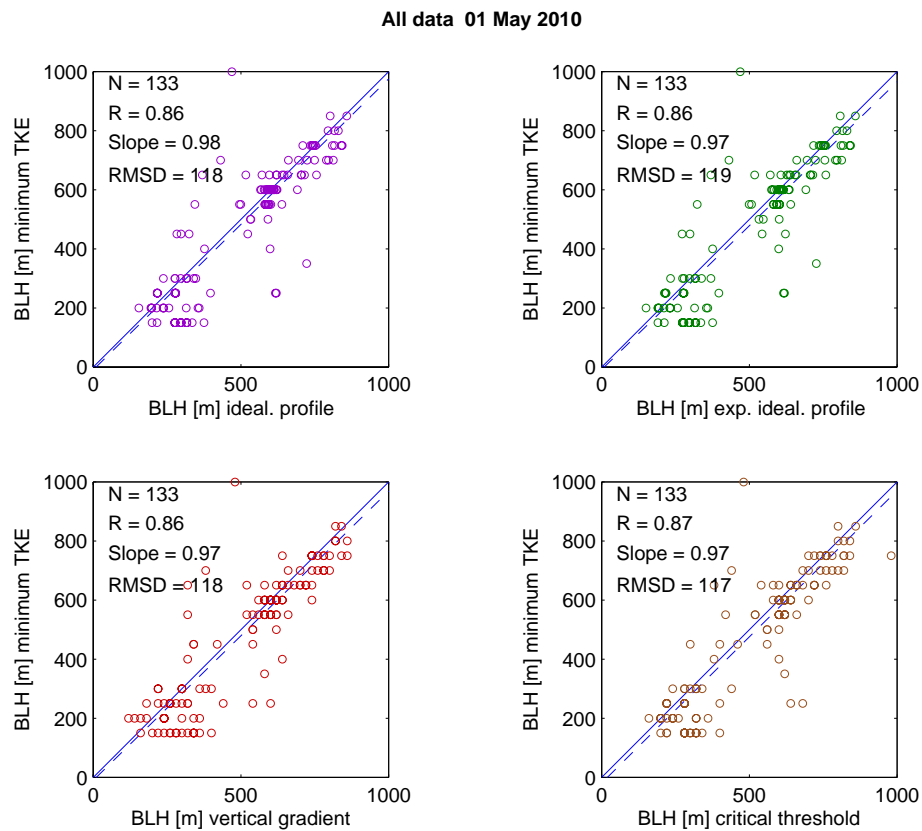 All data 01 May 2010
1000
800
600
400
200
0
N = 133
R = 0.86
Slope = 0.98
RMSD = 118
BLH [m] minimum TKE
0
500
1000
BLH [m] ideal. profile
1000
800
600
400
200
0
N = 133
R = 0.86
Slope = 0.97
RMSD = 119
BLH [m] minimum TKE
0
500
1000
BLH [m] exp. ideal. profile
1000
800
600
400
200
0
N = 133
R = 0.86
Slope = 0.97
RMSD = 118
BLH [m] minimum TKE
0
500
1000
BLH [m] vertical gradient
1000
800
600
400
200
0
N = 133
R = 0.87
Slope = 0.97
RMSD = 117
BLH [m] minimum TKE
0
500
1000
BLH [m] critical threshold